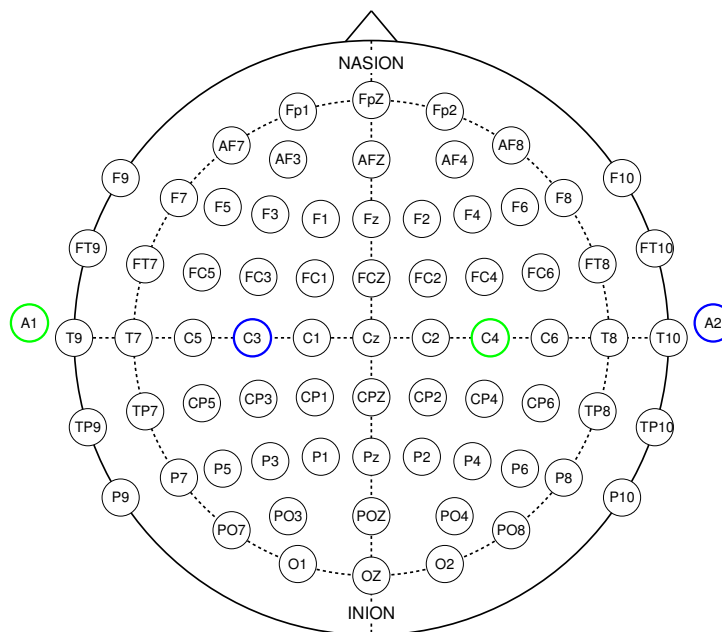 NASION
FpZ
Fp1 Fp2
AF7 AF8
AF3 AFZ AF4
F9 F10
F7 F5 F3 F1 Fz F2 F4 F6 F8
FT9 FT10
FT7 FC5 FC3 FC1 FCZ FC2 FC4 FC6 FT8
A1 A2
T9 T7 C5 C3 C1 Cz C2 C4 C6 T8 T10
TP7 CP5 CP3 CP1 CPZ CP2 CP4 CP6 TP8
TP9 TP10
P7 P5 P3 P1 Pz P2 P4 P6 P8
P9 P10
PO7 PO3 POZ PO4 PO8
O1 OZ O2
INION